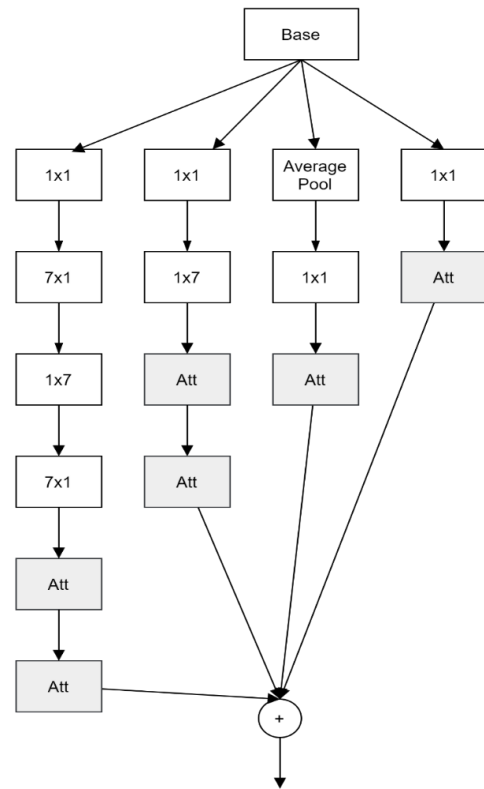 Base
1x1
1x1
Average
Pool
1x1
7x1
1x7
1x1
Att
1x7
Att
Att
7x1
Att
Att
Att
+